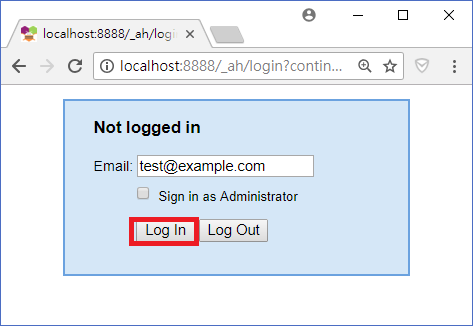 localhost:8888/_ah/login
localhost:8888/_ah/login?contin...
Not logged in
Email: test@example.com
Sign in as Administrator
Log In Log Out